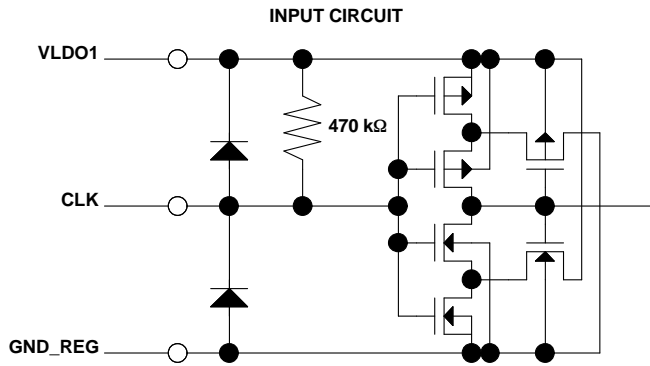 INPUT CIRCUIT
VLDO1
470 kΩ
CLK
GND_REG